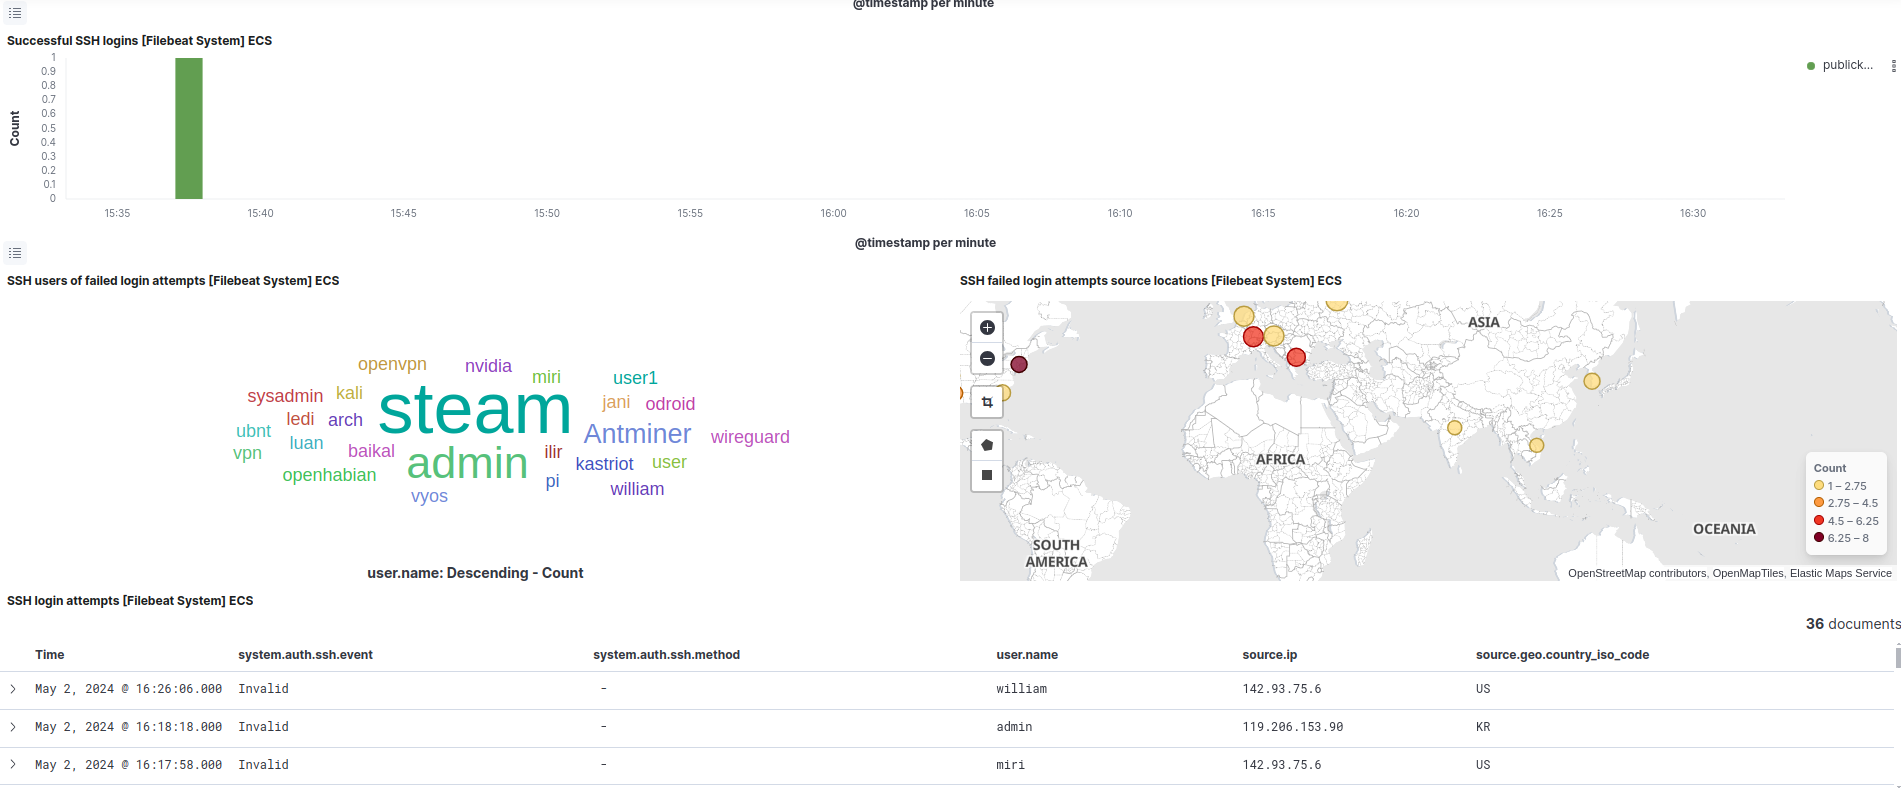 @timestamp per minute
Successful SSH logins [Filebeat System] ECS
1
0.9
0.8
0.7
0.6
0.5
0.4
0.3
0.2
0.1
0
Count
publick...
15:35 15:40 15:45 15:50 15:55 16:00 16:05 16:10 16:15 16:20 16:25 16:30
@timestamp per minute
SSH users of failed login attempts [Filebeat System] ECS
openvpn nvidia miri user1
sysadmin kali steam jani odroid
ledi arch
ubnt luan Antminer wireguard
vpn baikal admin ilir kastriot user
openhabian pi william
vyos
user.name: Descending - Count
SSH failed login attempts source locations [Filebeat System] ECS
ASIA
AFRICA
SOUTH
AMERICA
OCEANIA
Count
1 – 2.75
2.75 – 4.5
4.5 – 6.25
6.25 – 8
OpenStreetMap contributors, OpenMapTiles, Elastic Maps Service
SSH login attempts [Filebeat System] ECS
36 documents
Time system.auth.ssh.event system.auth.ssh.method user.name source.ip source.geo.country_iso_code
May 2, 2024 @ 16:26:06.000 Invalid - william 142.93.75.6 US
May 2, 2024 @ 16:18:18.000 Invalid - admin 119.206.153.90 KR
May 2, 2024 @ 16:17:58.000 Invalid - miri 142.93.75.6 US